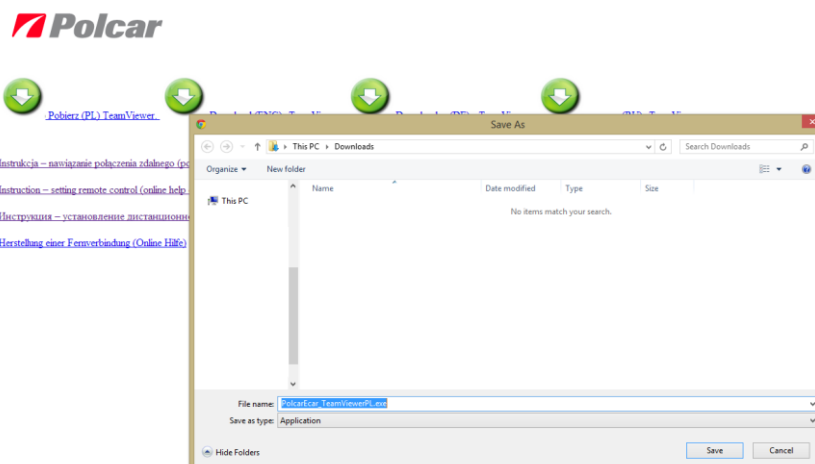 Polcar
Pobierz (PL) TeamViewer.
Save As
This PC Downloads
Search Downloads
Instrukcja – nawiązanie połączenia zdalnego
Organize New folder
Name Date modified Type Size
Instruction – setting remote control (online help
This PC
No items match your search.
Инструкция – установление
Herstellung einer Fernverbindung (Online Hilfe)
File name: PolcarEcar_TeamViewerPL.exe
Save as type: Application
Hide Folders
Save Cancel